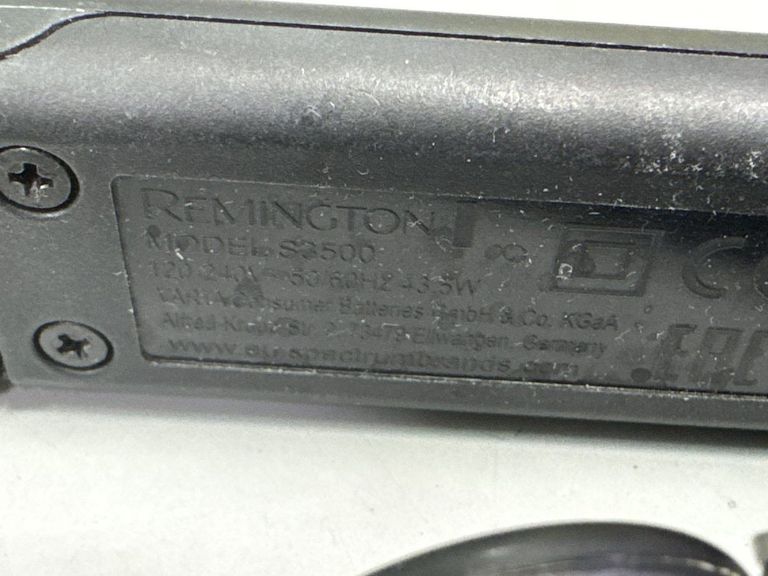 REMINGTON
MODEL S3500
120-240V~ 50/60Hz 43.5W
VARTA Consumer Batteries GmbH & Co. KGaA
Alfred-Krupp-Str. 9, 73479 Ellwangen, Germany
www.eu.spectrumbrands.com
C
EAC